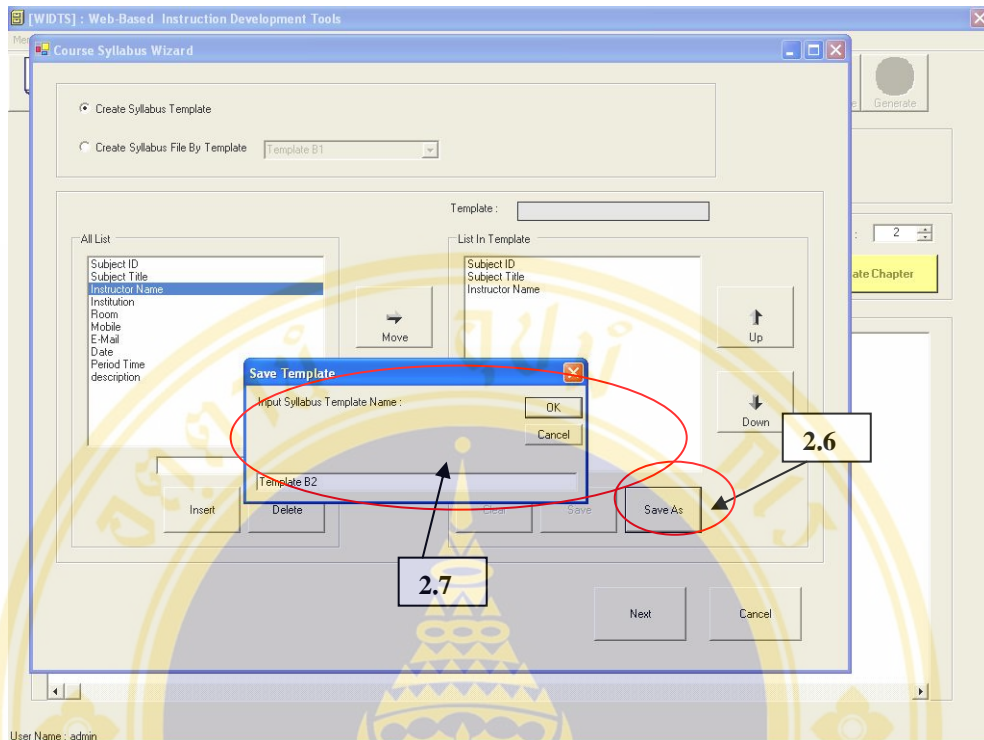 [WIDTS] : Web-Based Instruction Development Tools
Course Syllabus Wizard
Create Syllabus Template
Create Syllabus File By Template
Template B1
Generate
Template :
: 2
ate Chapter
All List
Subject ID
Subject Title
Instructor Name
Institution
Room
Mobile
E-Mail
Date
Period Time
description
Move
List In Template
Subject ID
Subject Title
Instructor Name
Up
Down
Save Template
Input Syllabus Template Name :
OK
Cancel
Template B2
2.6
Insert
Delete
Clear
Save
Save As
2.7
Next
Cancel
User Name : admin